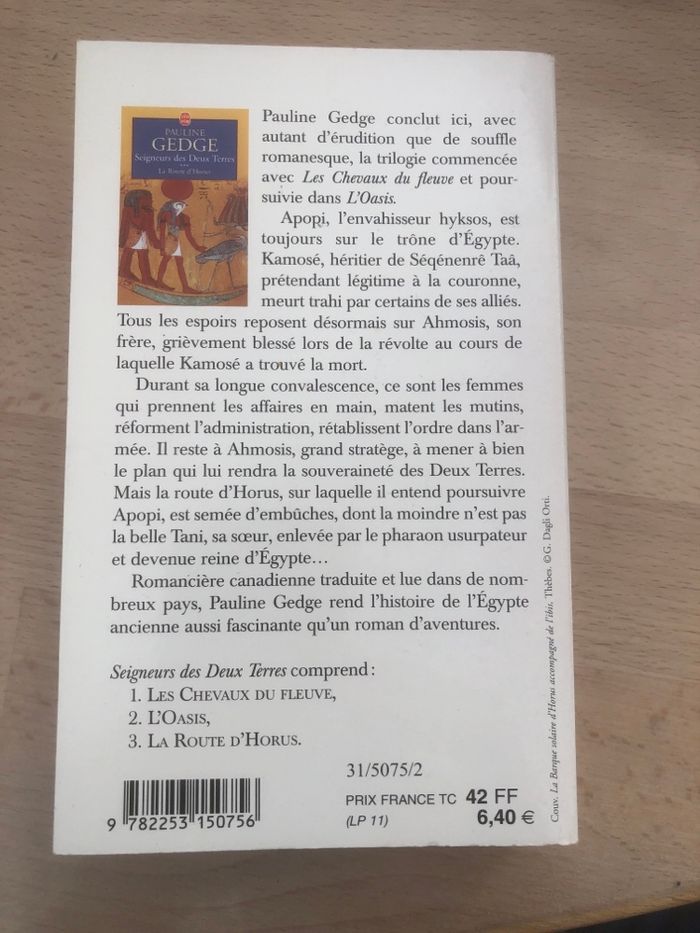 PAULINE
GEDGE
Seigneurs des Deux Terres
***
La Route d'Horus
Pauline Gedge conclut ici, avec
autant d'érudition que de souffle
romanesque, la trilogie commencée
avec Les Chevaux du fleuve et pour-
suivie dans L'Oasis.
Apopi, l'envahisseur hyksos, est
toujours sur le trône d'Égypte.
Kamosé, héritier de Séqénenrê Taâ,
prétendant légitime à la couronne,
meurt trahi par certains de ses alliés.
Tous les espoirs reposent désormais sur Ahmosis, son
frère, grièvement blessé lors de la révolte au cours de
laquelle Kamosé a trouvé la mort.
Durant sa longue convalescence, ce sont les femmes
qui prennent les affaires en main, matent les mutins,
réforment l'administration, rétablissent l'ordre dans l'ar-
mée. Il reste à Ahmosis, grand stratège, à mener à bien
le plan qui lui rendra la souveraineté des Deux Terres.
Mais la route d'Horus, sur laquelle il entend poursuivre
Apopi, est semée d'embûches, dont la moindre n'est pas
la belle Tani, sa sœur, enlevée par le pharaon usurpateur
et devenue reine d'Égypte…
Romancière canadienne traduite et lue dans de nom-
breux pays, Pauline Gedge rend l'histoire de l'Égypte
ancienne aussi fascinante qu'un roman d'aventures.
Seigneurs des Deux Terres comprend :
1. LES CHEVAUX DU FLEUVE,
2. L'OASIS,
3. LA ROUTE D'HORUS.
31/5075/2
PRIX FRANCE TC 42 FF
(LP 11) 6,40 €
9 782253 150756
Couv. La Barque solaire d'Horus accompagné de l'ibis, Thèbes. © G. Dagli Orti.